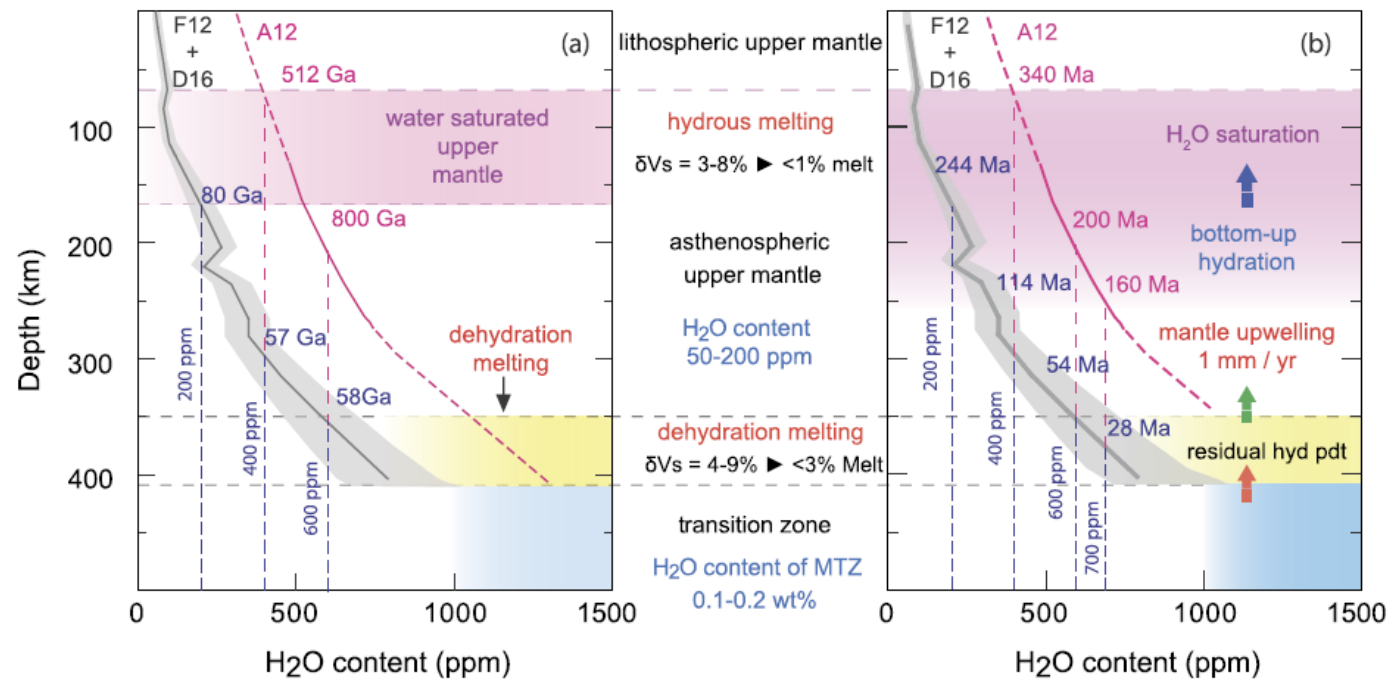 F12
+
D16
A12
(a)
512 Ga
water saturated
upper
mantle
80 Ga
800 Ga
dehydration
melting
57 Ga
58Ga
200 ppm
400 ppm
600 ppm
100
200
300
400
Depth (km)
0
500
1000
1500
H2O content (ppm)
lithospheric upper mantle
hydrous melting
δVs = 3-8% ► <1% melt
asthenospheric
upper mantle
H2O content
50-200 ppm
dehydration melting
δVs = 4-9% ► <3% Melt
transition zone
H2O content of MTZ
0.1-0.2 wt%
F12
+
D16
A12
(b)
340 Ma
H2O saturation
244 Ma
200 Ma
bottom-up
hydration
114 Ma
160 Ma
mantle upwelling
1 mm / yr
54 Ma
28 Ma
residual hyd pdt
200 ppm
400 ppm
600 ppm
700 ppm
0
500
1000
1500
H2O content (ppm)